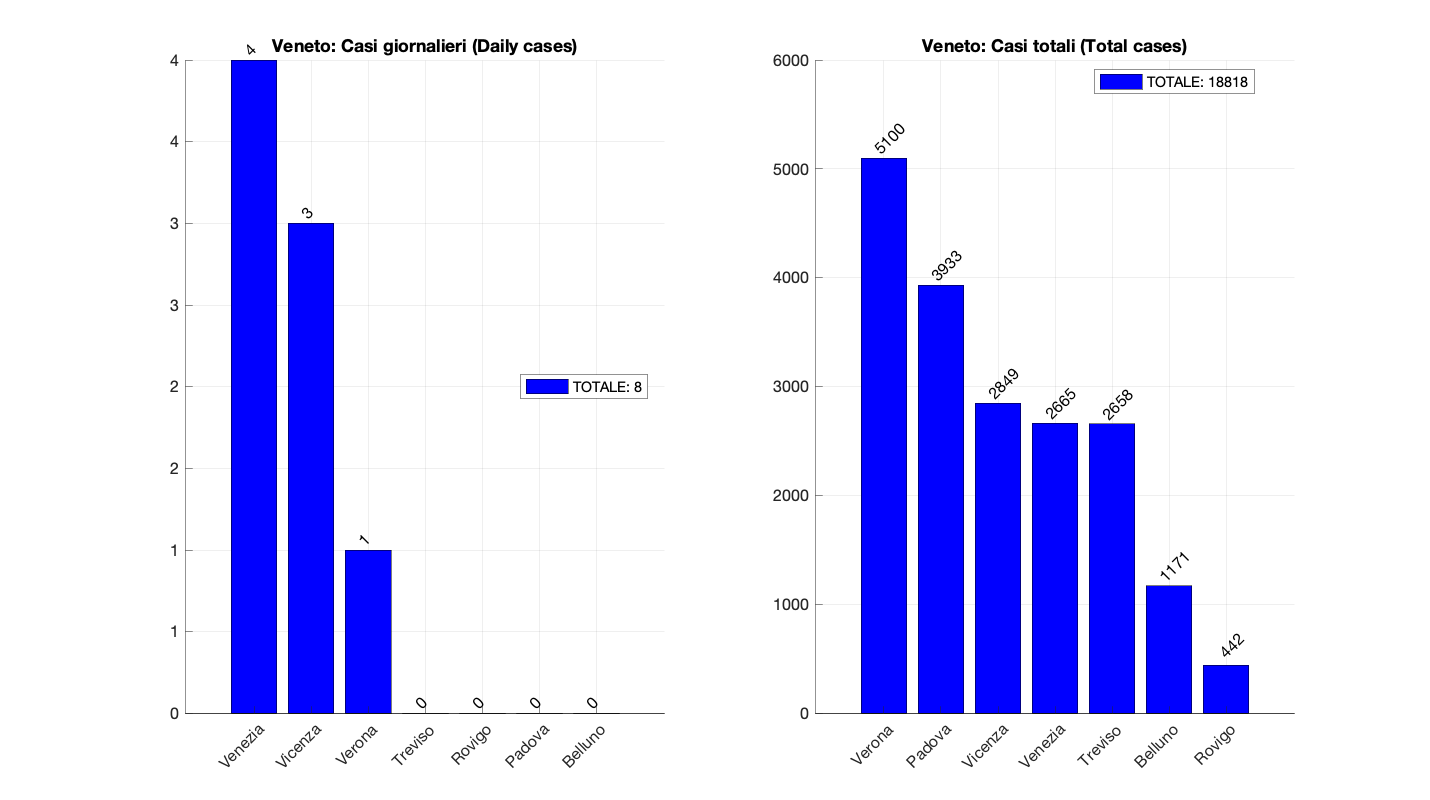 Veneto: Casi giornalieri (Daily cases)
4
4
4
3
3
3
2
2
1
1
1
0
0
0
0
0
TOTALE: 8
Venezia
Vicenza
Verona
Treviso
Rovigo
Padova
Belluno
Veneto: Casi totali (Total cases)
6000
5000
4000
3000
2000
1000
0
TOTALE: 18818
5100
3933
2849
2665
2658
1171
442
Verona
Padova
Vicenza
Venezia
Treviso
Belluno
Rovigo